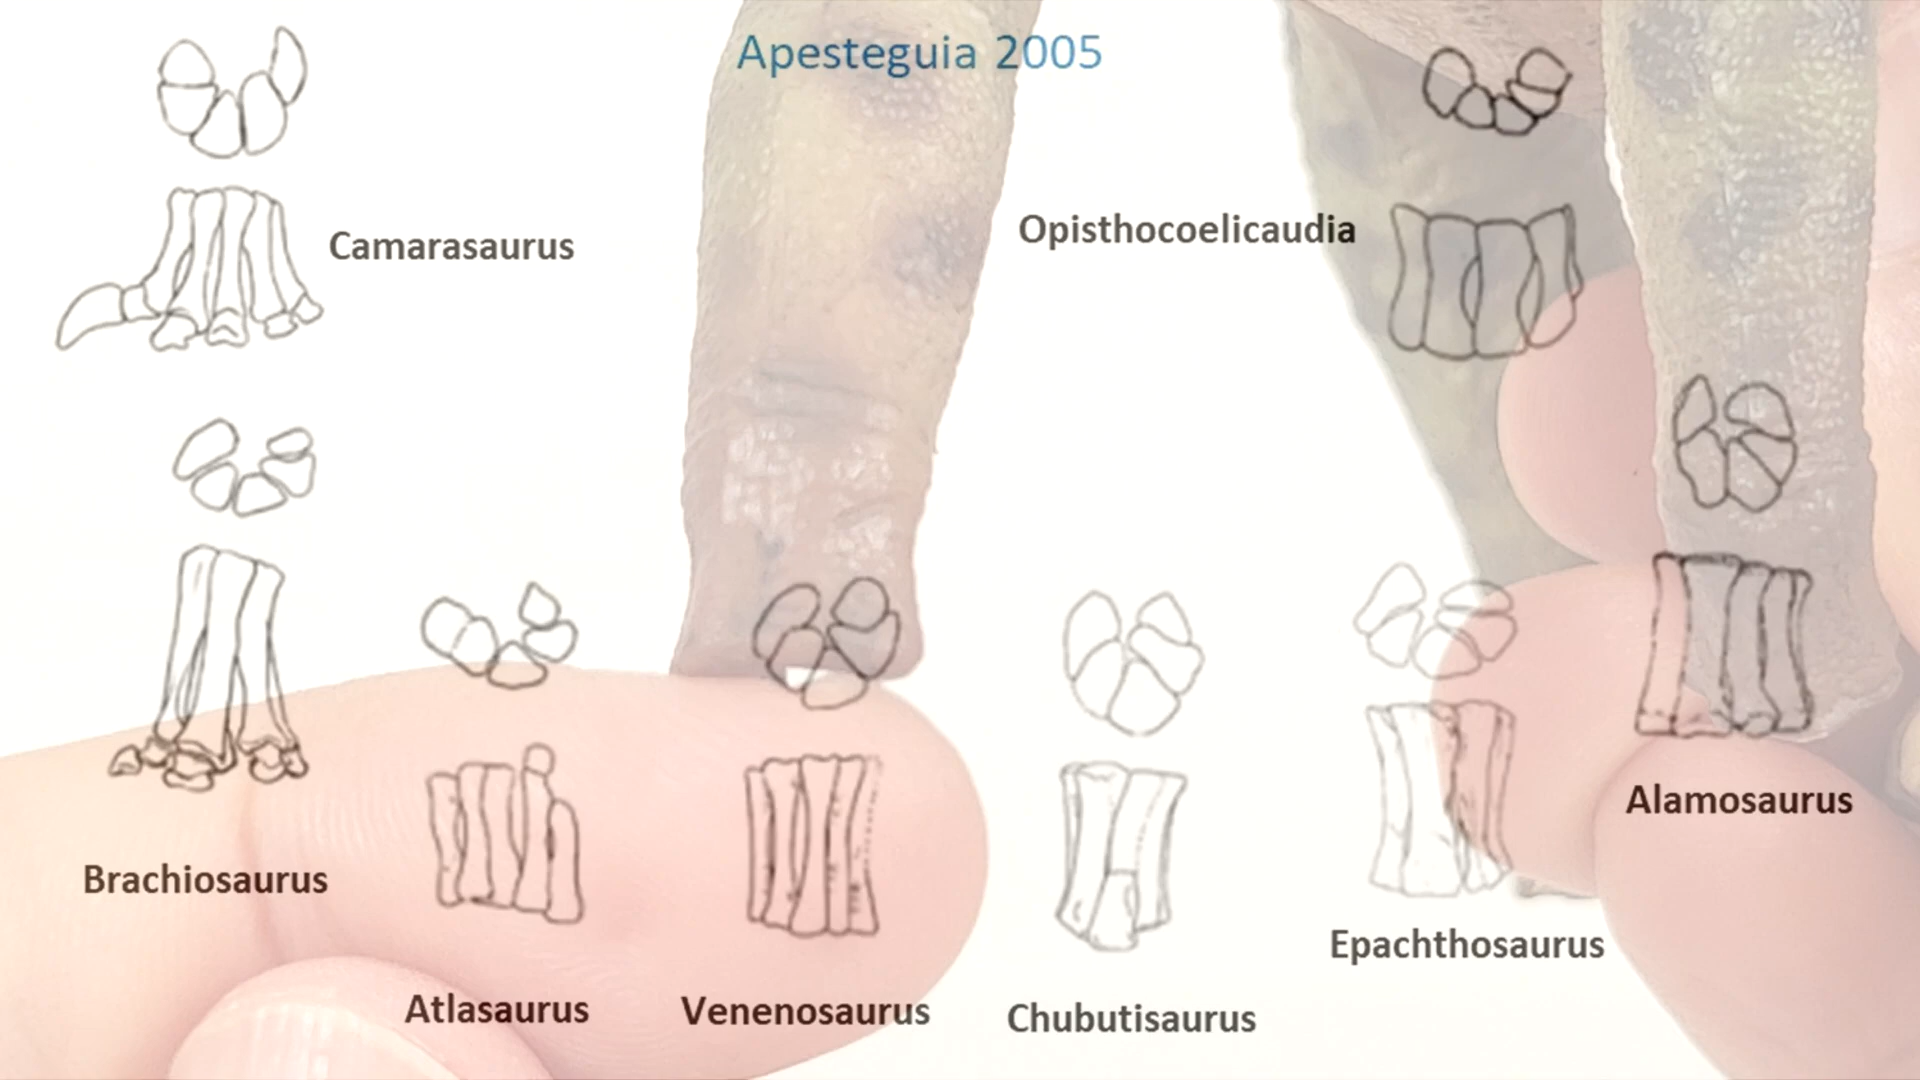 Apesteguia 2005
Camarasaurus
Opisthocoelicaudia
Brachiosaurus
Atlasaurus
Venenosaurus
Chubutisaurus
Epachthosaurus
Alamosaurus